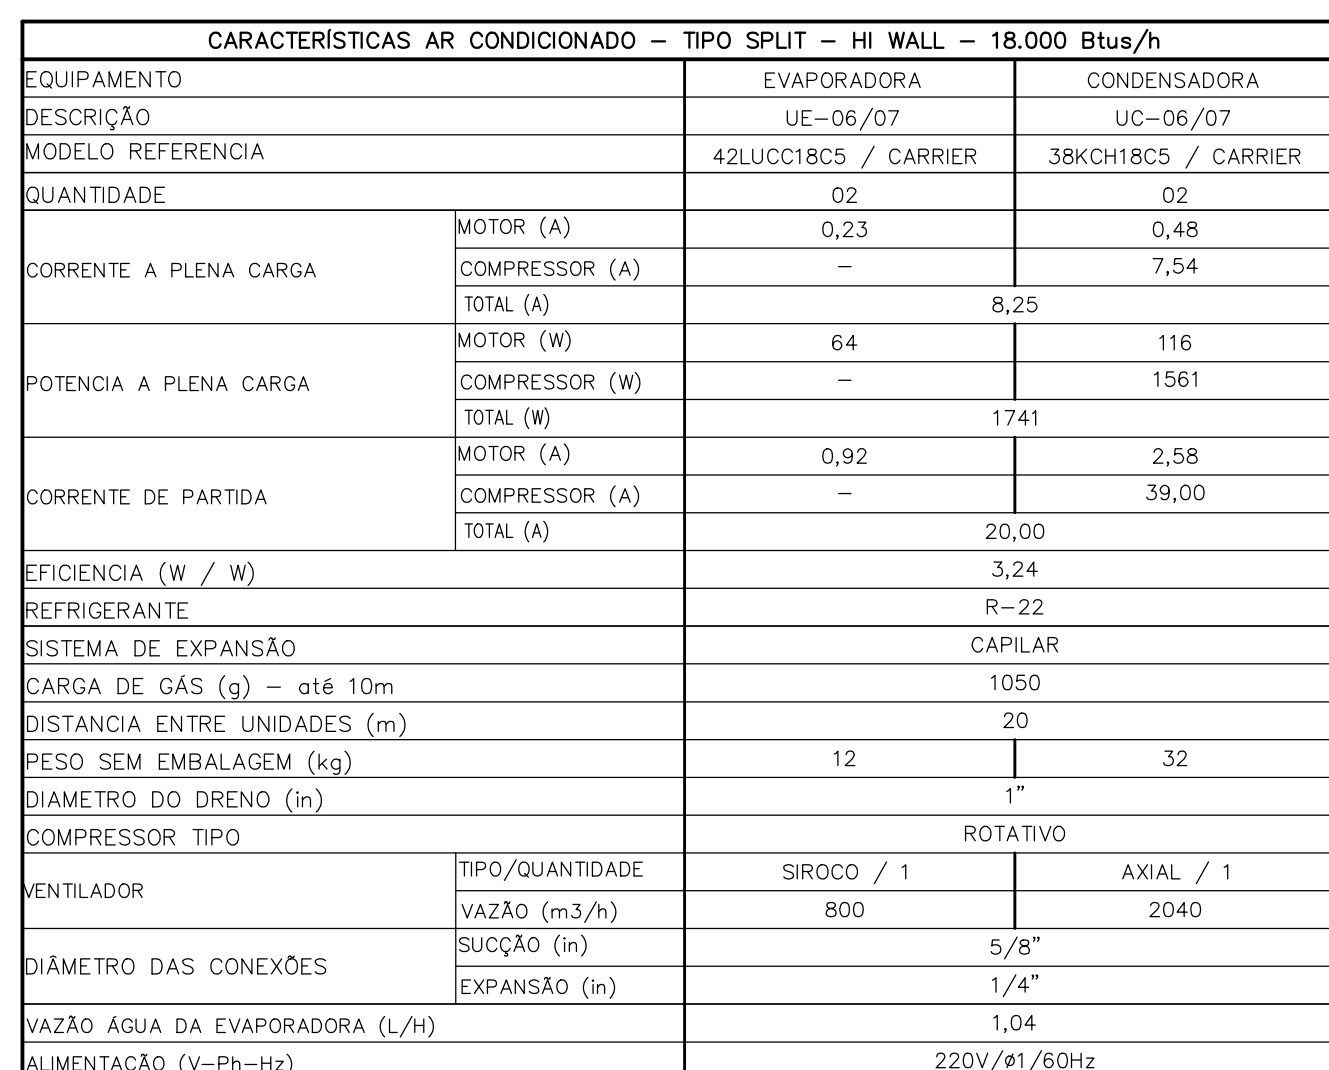 CARACTERÍSTICAS AR CONDICIONADO – TIPO SPLIT – HI WALL – 18.000 Btus/h
EQUIPAMENTO EVAPORADORA CONDENSADORA
DESCRIÇÃO UE–06/07 UC–06/07
MODELO REFERENCIA 42LUCC18C5 / CARRIER 38KCH18C5 / CARRIER
QUANTIDADE 02 02
CORRENTE A PLENA CARGA
MOTOR (A) 0,23 0,48
COMPRESSOR (A) – 7,54
TOTAL (A) 8,25
POTENCIA A PLENA CARGA
MOTOR (W) 64 116
COMPRESSOR (W) – 1561
TOTAL (W) 1741
CORRENTE DE PARTIDA
MOTOR (A) 0,92 2,58
COMPRESSOR (A) – 39,00
TOTAL (A) 20,00
EFICIENCIA (W / W) 3,24
REFRIGERANTE R–22
SISTEMA DE EXPANSÃO CAPILAR
CARGA DE GÁS (g) – até 10m 1050
DISTANCIA ENTRE UNIDADES (m) 20
PESO SEM EMBALAGEM (kg) 12 32
DIAMETRO DO DRENO (in) 1”
COMPRESSOR TIPO ROTATIVO
VENTILADOR
TIPO/QUANTIDADE SIROCO / 1 AXIAL / 1
VAZÃO (m3/h) 800 2040
DIÂMETRO DAS CONEXÕES
SUCÇÃO (in) 5/8”
EXPANSÃO (in) 1/4”
VAZÃO ÁGUA DA EVAPORADORA (L/H) 1,04
ALIMENTAÇÃO (V–Ph–Hz) 220V/ø1/60Hz